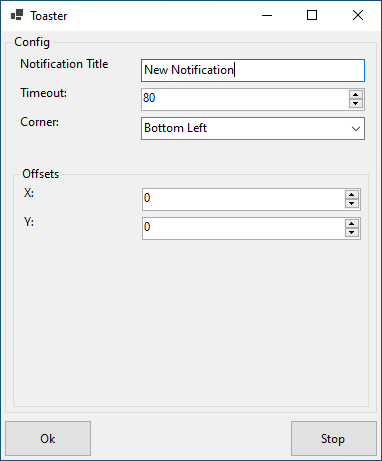 Toaster
Config
Notification Title
New Notification
Timeout:
80
Corner:
Bottom Left
Offsets
X:
0
Y:
0
Ok
Stop